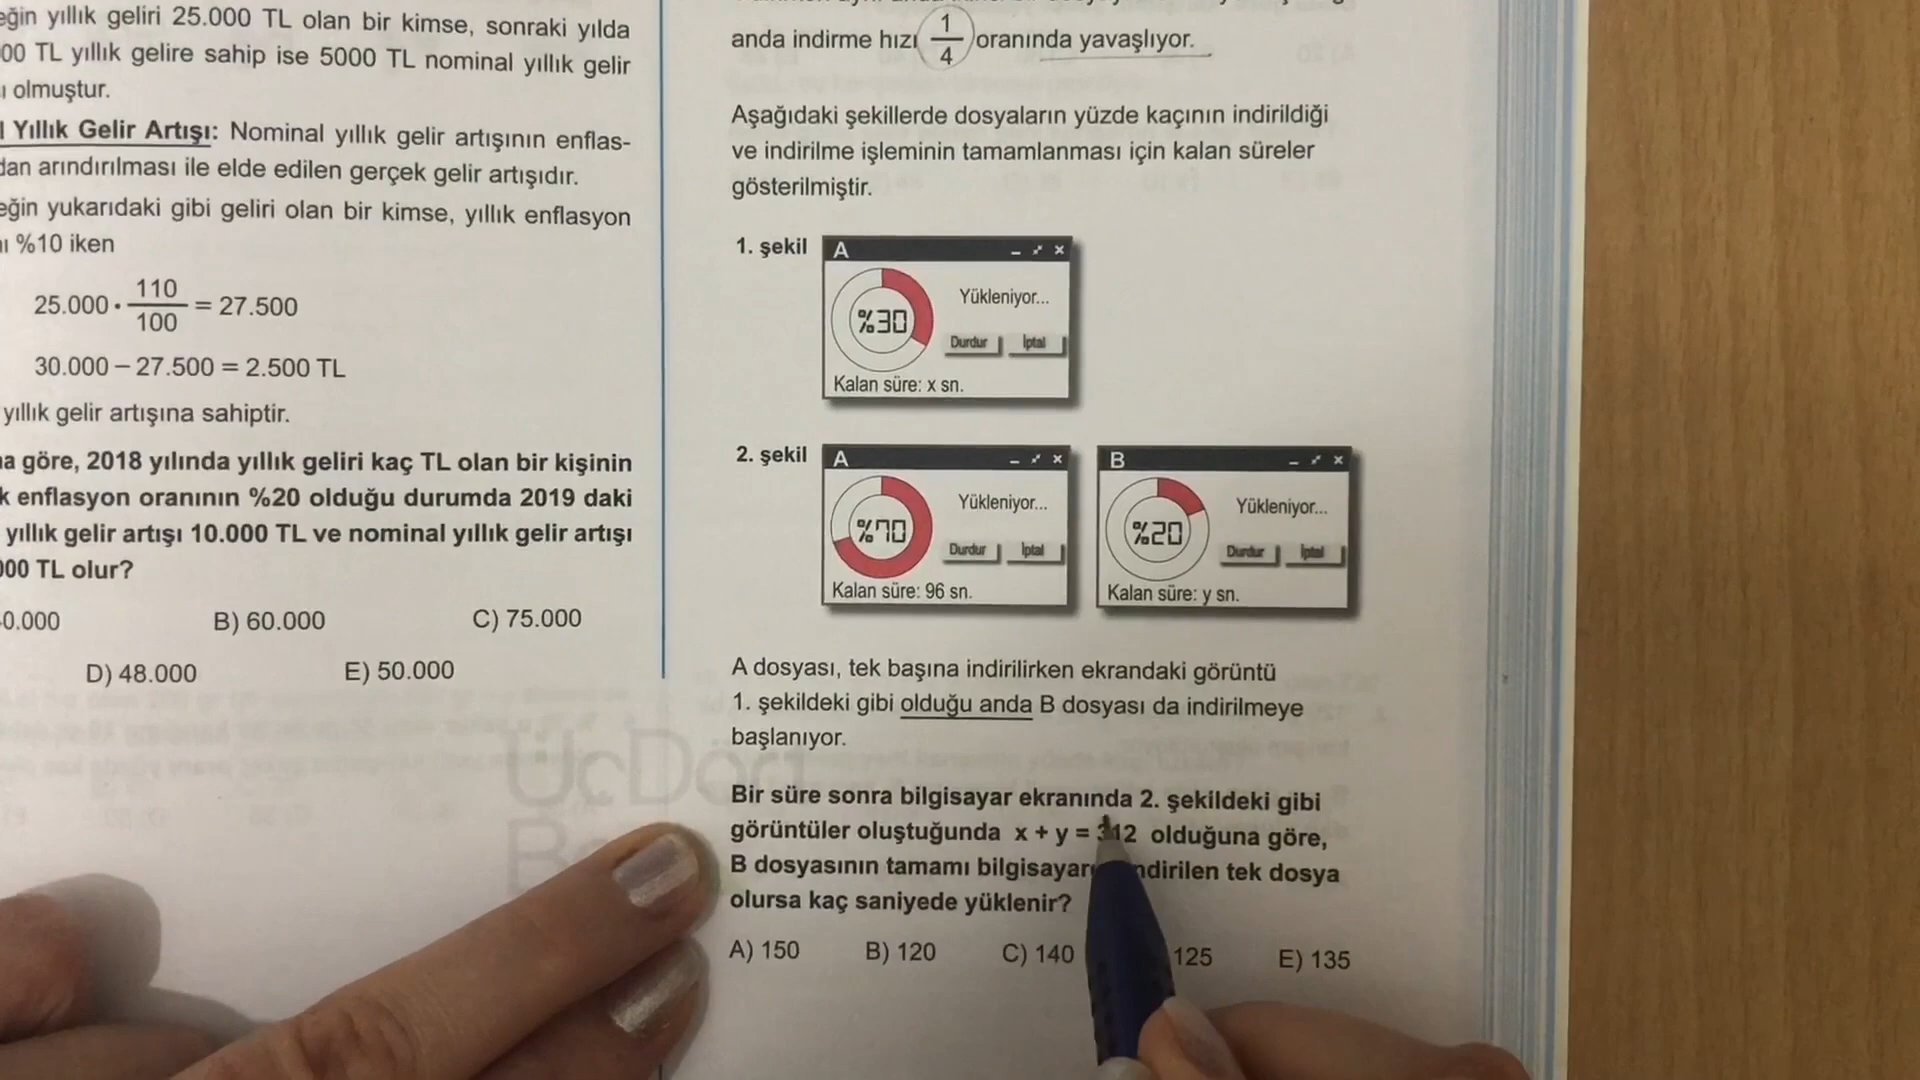 eğin yıllık geliri 25.000 TL olan bir kimse, sonraki yılda
00 TL yıllık gelire sahip ise 5000 TL nominal yıllık gelir
ı olmuştur.
l Yıllık Gelir Artışı: Nominal yıllık gelir artışının enflas-
dan arındırılması ile elde edilen gerçek gelir artışıdır.
eğin yukarıdaki gibi geliri olan bir kimse, yıllık enflasyon
ı %10 iken
25.000 · 110/100 = 27.500
30.000 – 27.500 = 2.500 TL
yıllık gelir artışına sahiptir.
a göre, 2018 yılında yıllık geliri kaç TL olan bir kişinin
k enflasyon oranının %20 olduğu durumda 2019 daki
yıllık gelir artışı 10.000 TL ve nominal yıllık gelir artışı
000 TL olur?
0.000 B) 60.000 C) 75.000
D) 48.000 E) 50.000
ÜçDört
anda indirme hızı 1/4 oranında yavaşlıyor.
Aşağıdaki şekillerde dosyaların yüzde kaçının indirildiği
ve indirilme işleminin tamamlanması için kalan süreler
gösterilmiştir.
1. şekil
A
%30
Yükleniyor...
Durdur İptal
Kalan süre: x sn.
2. şekil
A
%70
Yükleniyor...
Durdur İptal
Kalan süre: 96 sn.
B
%20
Yükleniyor...
Durdur İptal
Kalan süre: y sn.
A dosyası, tek başına indirilirken ekrandaki görüntü
1. şekildeki gibi olduğu anda B dosyası da indirilmeye
başlanıyor.
Bir süre sonra bilgisayar ekranında 2. şekildeki gibi
görüntüler oluştuğunda x + y = 312 olduğuna göre,
B dosyasının tamamı bilgisayar indirilen tek dosya
olursa kaç saniyede yüklenir?
A) 150 B) 120 C) 140 125 E) 135